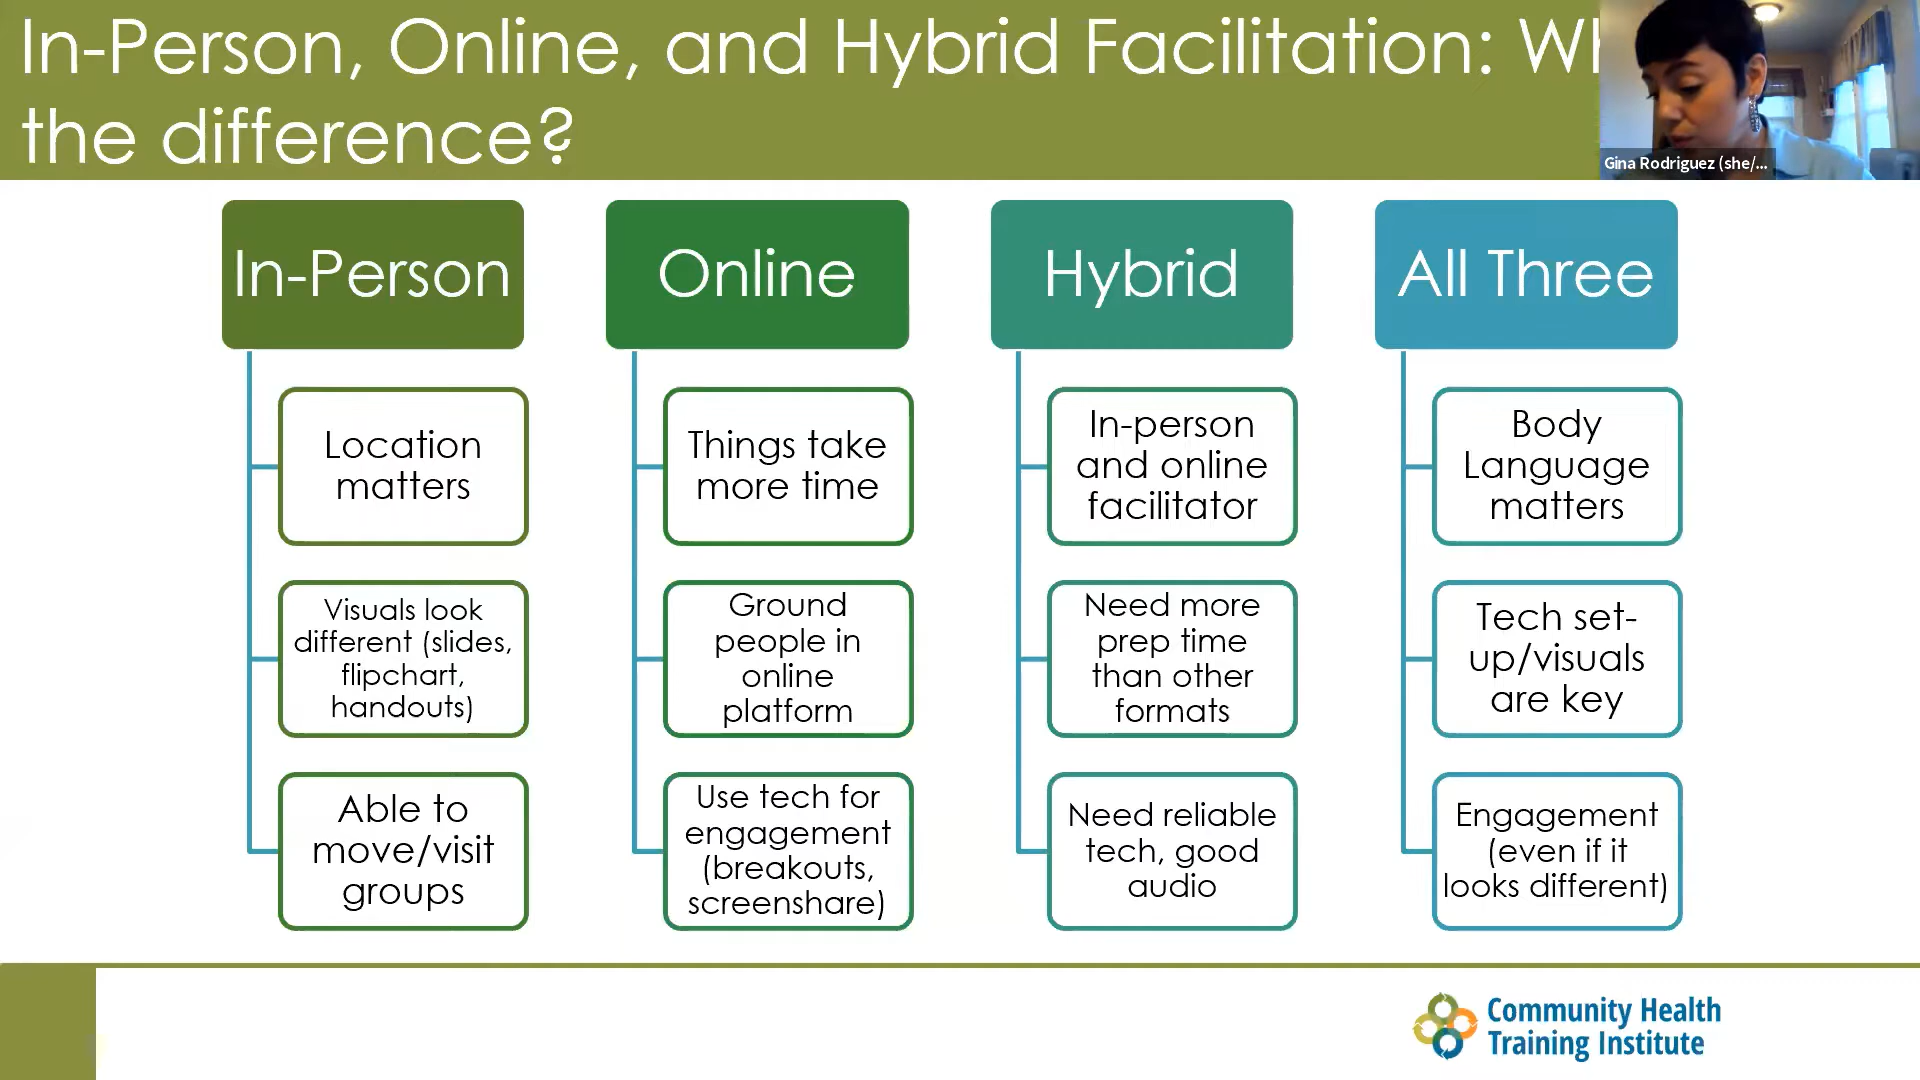 In-Person, Online, and Hybrid Facilitation:
the difference?
Gina Rodriguez (she/...
In-Person
Online
Hybrid
All Three
Location
matters
Visuals look
different (slides,
flipchart,
handouts)
Able to
move/visit
groups
Things take
more time
Ground
people in
online
platform
Use tech for
engagement
(breakouts,
screenshare)
In-person
and online
facilitator
Need more
prep time
than other
formats
Need reliable
tech, good
audio
Body
Language
matters
Tech set-
up/visuals
are key
Engagement
(even if it
looks different)
Community Health
Training Institute